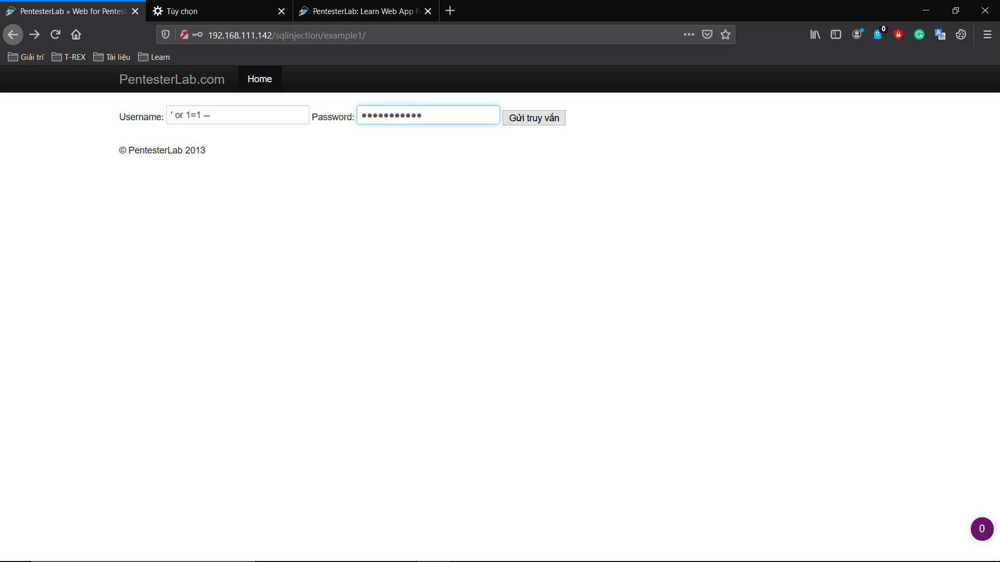 PentesterLab » Web for Pentest
Tùy chọn
PentesterLab: Learn Web App P
192.168.111.142/sqlinjection/example1/
0
Giải trí
T-REX
Tài liệu
Learn
PentesterLab.com
Home
Username:
' or 1=1 --
Password:
Gửi truy vấn
© PentesterLab 2013
0